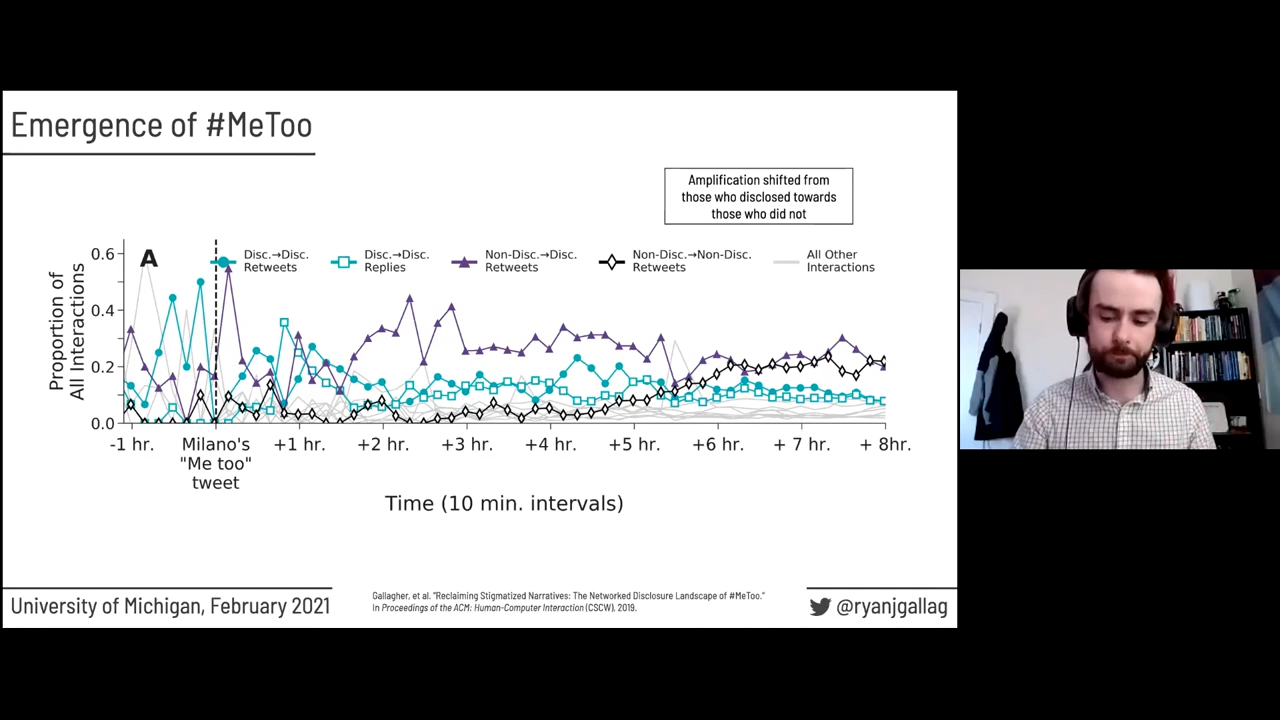 Emergence of #MeToo
Amplification shifted from
those who disclosed towards
those who did not
A
Disc.→Disc.
Retweets
Disc.→Disc.
Replies
Non-Disc.→Disc.
Retweets
Non-Disc.→Non-Disc.
Retweets
All Other
Interactions
Proportion of
All Interactions
0.6
0.4
0.2
0.0
-1 hr.
Milano's
"Me too"
tweet
+1 hr.
+2 hr.
+3 hr.
+4 hr.
+5 hr.
+6 hr.
+ 7 hr.
+ 8hr.
Time (10 min. intervals)
University of Michigan, February 2021
Gallagher, et al. "Reclaiming Stigmatized Narratives: The Networked Disclosure Landscape of #MeToo."
In Proceedings of the ACM: Human-Computer Interaction (CSCW), 2019.
@ryanjgallag